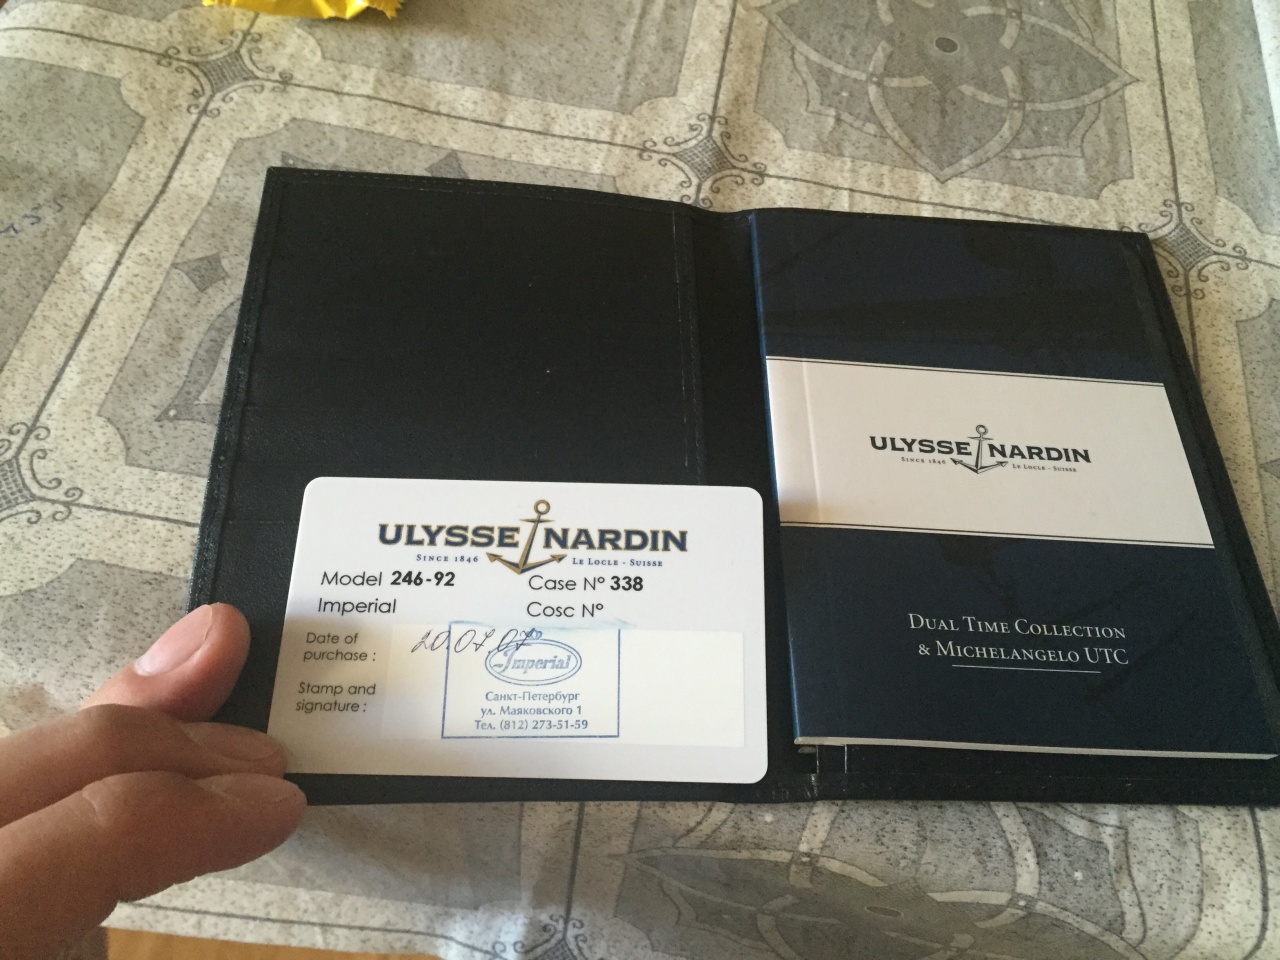 ULYSSE NARDIN
SINCE 1846 LE LOCLE - SUISSE
Model 246-92 Case Nº 338
Imperial Cosc Nº
Date of
purchase :
20.07.07
Stamp and
signature :
Imperial
Санкт-Петербург
ул. Маяковского 1
Тел. (812) 273-51-59
ULYSSE NARDIN
SINCE 1846 LE LOCLE - SUISSE
DUAL TIME COLLECTION
& MICHELANGELO UTC